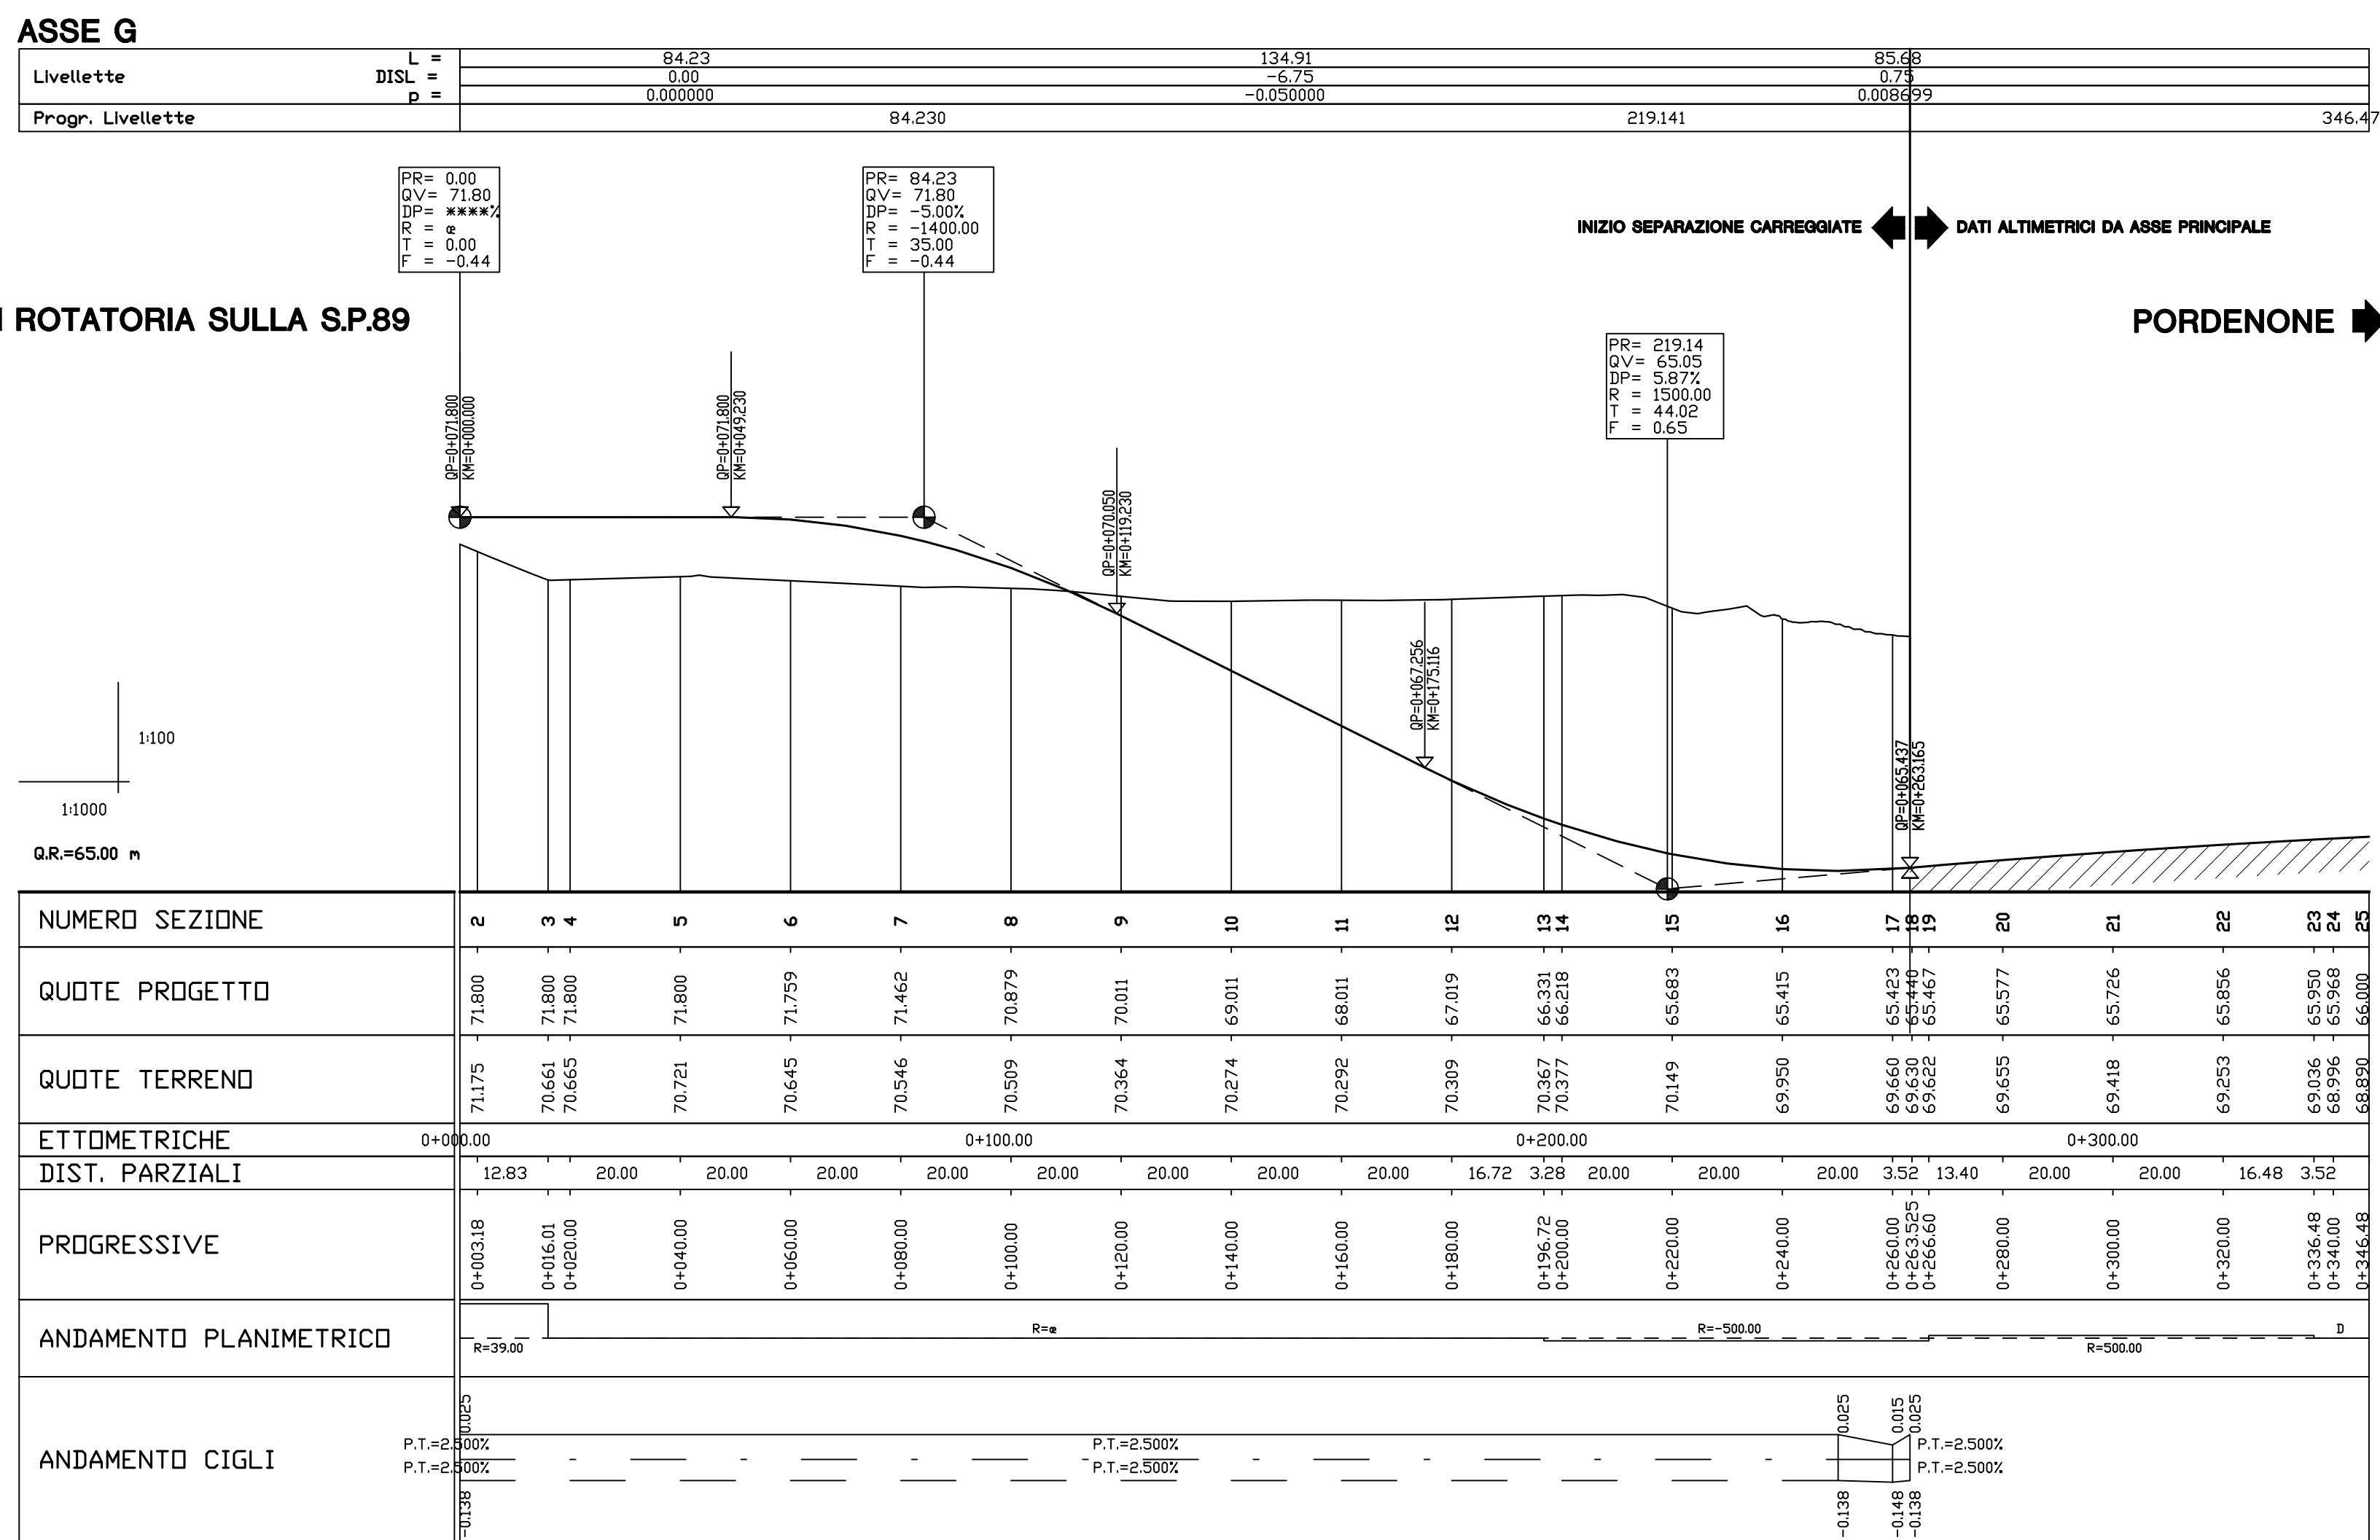 ASSE G
Livellette
L = 84.23 134.91 85.68
DISL = 0.00 -6.75 0.75
p = 0.000000 -0.050000 0.008699
Progr. Livellette 84.230 219.141 346.47
PR= 0.00
QV= 71.80
DP= ****%
R = æ
T = 0.00
F = -0.44
PR= 84.23
QV= 71.80
DP= -5.00%
R = -1400.00
T = 35.00
F = -0.44
INIZIO SEPARAZIONE CARREGGIATE
DATI ALTIMETRICI DA ASSE PRINCIPALE
ROTATORIA SULLA S.P.89
PORDENONE
PR= 219.14
QV= 65.05
DP= 5.87%
R = 1500.00
T = 44.02
F = 0.65
QP=0+071.800
KM=0+000.000
QP=0+071.800
KM=0+049.230
QP=0+070.050
KM=0+119.230
QP=0+067.256
KM=0+175.116
QP=0+065.437
KM=0+263.165
1:100
1:1000
Q.R.=65.00 m
NUMERO SEZIONE 2 3 4 5 6 7 8 9 10 11 12 13 14 15 16 17 18 19 20 21 22 23 24 25
QUOTE PROGETTO 71.800 71.800 71.800 71.800 71.759 71.462 70.879 70.011 69.011 68.011 67.019 66.331 66.218 65.683 65.415 65.423 65.440 65.467 65.577 65.726 65.856 65.950 65.968 66.000
QUOTE TERRENO 71.175 70.661 70.665 70.721 70.645 70.546 70.509 70.364 70.274 70.292 70.309 70.367 70.377 70.149 69.950 69.660 69.630 69.622 69.655 69.418 69.253 69.036 68.996 68.890
ETTOMETRICHE 0+000.00 0+100.00 0+200.00 0+300.00
DIST. PARZIALI 12.83 20.00 20.00 20.00 20.00 20.00 20.00 20.00 20.00 16.72 3.28 20.00 20.00 20.00 3.52 13.40 20.00 20.00 16.48 3.52
PROGRESSIVE 0+003.18 0+016.01 0+020.00 0+040.00 0+060.00 0+080.00 0+100.00 0+120.00 0+140.00 0+160.00 0+180.00 0+196.72 0+200.00 0+220.00 0+240.00 0+260.00 0+263.525 0+266.60 0+280.00 0+300.00 0+320.00 0+336.48 0+340.00 0+346.48
ANDAMENTO PLANIMETRICO R=39.00 R=æ R=-500.00 R=500.00 D
ANDAMENTO CIGLI
0.025 0.025 0.015 0.025
P.T.=2.500% P.T.=2.500% P.T.=2.500%
P.T.=2.500% P.T.=2.500% P.T.=2.500%
-0.138 -0.138 -0.148 -0.138